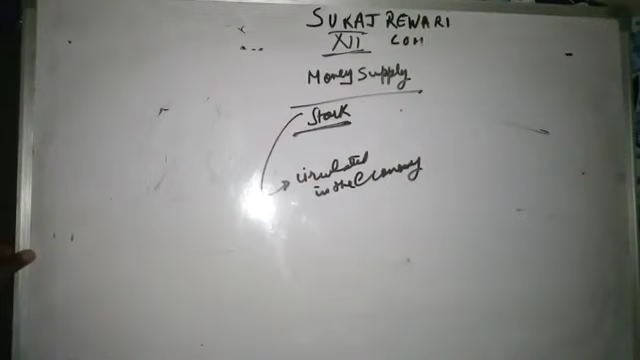 SURAJ REWARI
XII COM
Money Supply
Stock
circulated
in the Economy